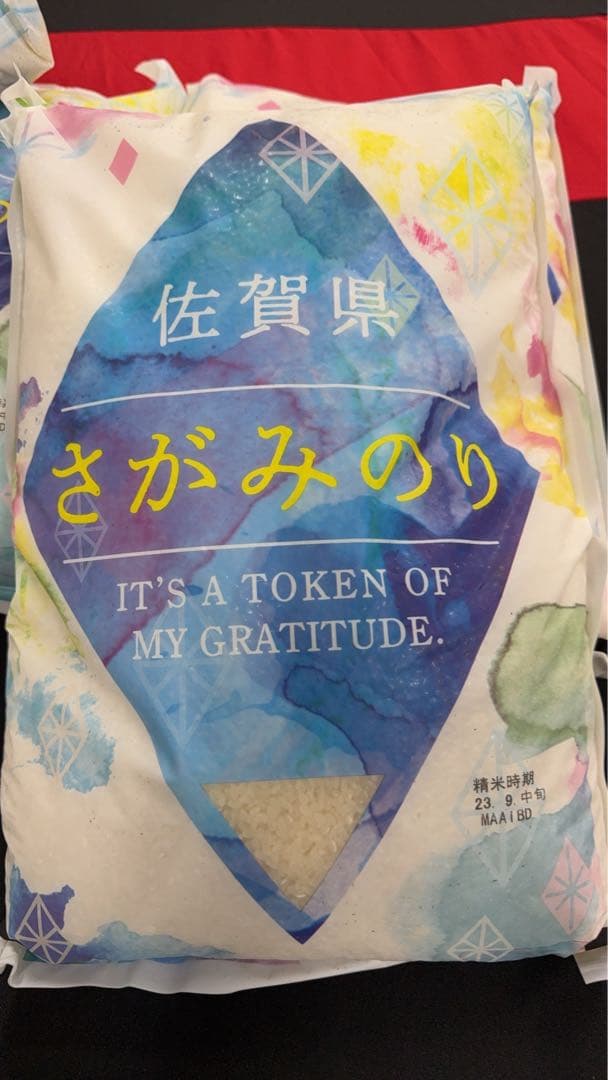 佐賀県
さがみのり
IT'S A TOKEN OF
MY GRATITUDE.
精米時期
23. 9.中旬
MAAiBD